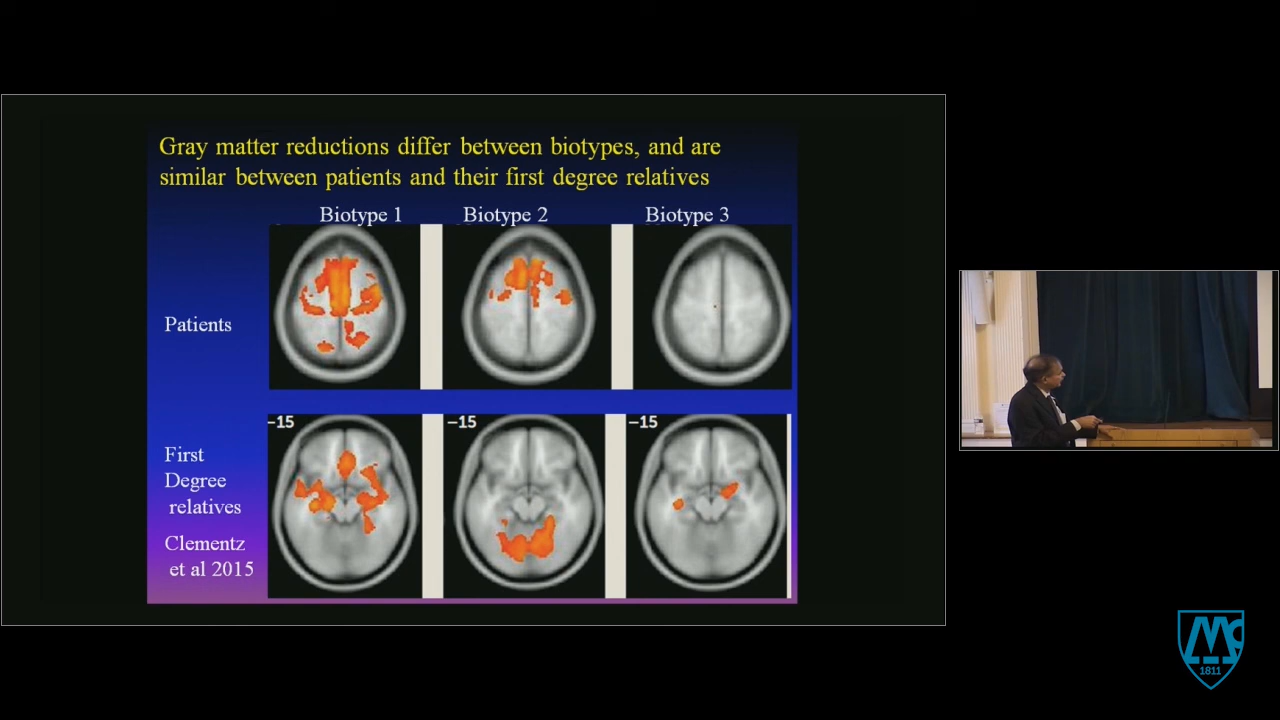 Gray matter reductions differ between biotypes, and are
similar between patients and their first degree relatives
Biotype 1
Biotype 2
Biotype 3
Patients
-15
-15
-15
First
Degree
relatives
Clementz
et al 2015
Mc
1811